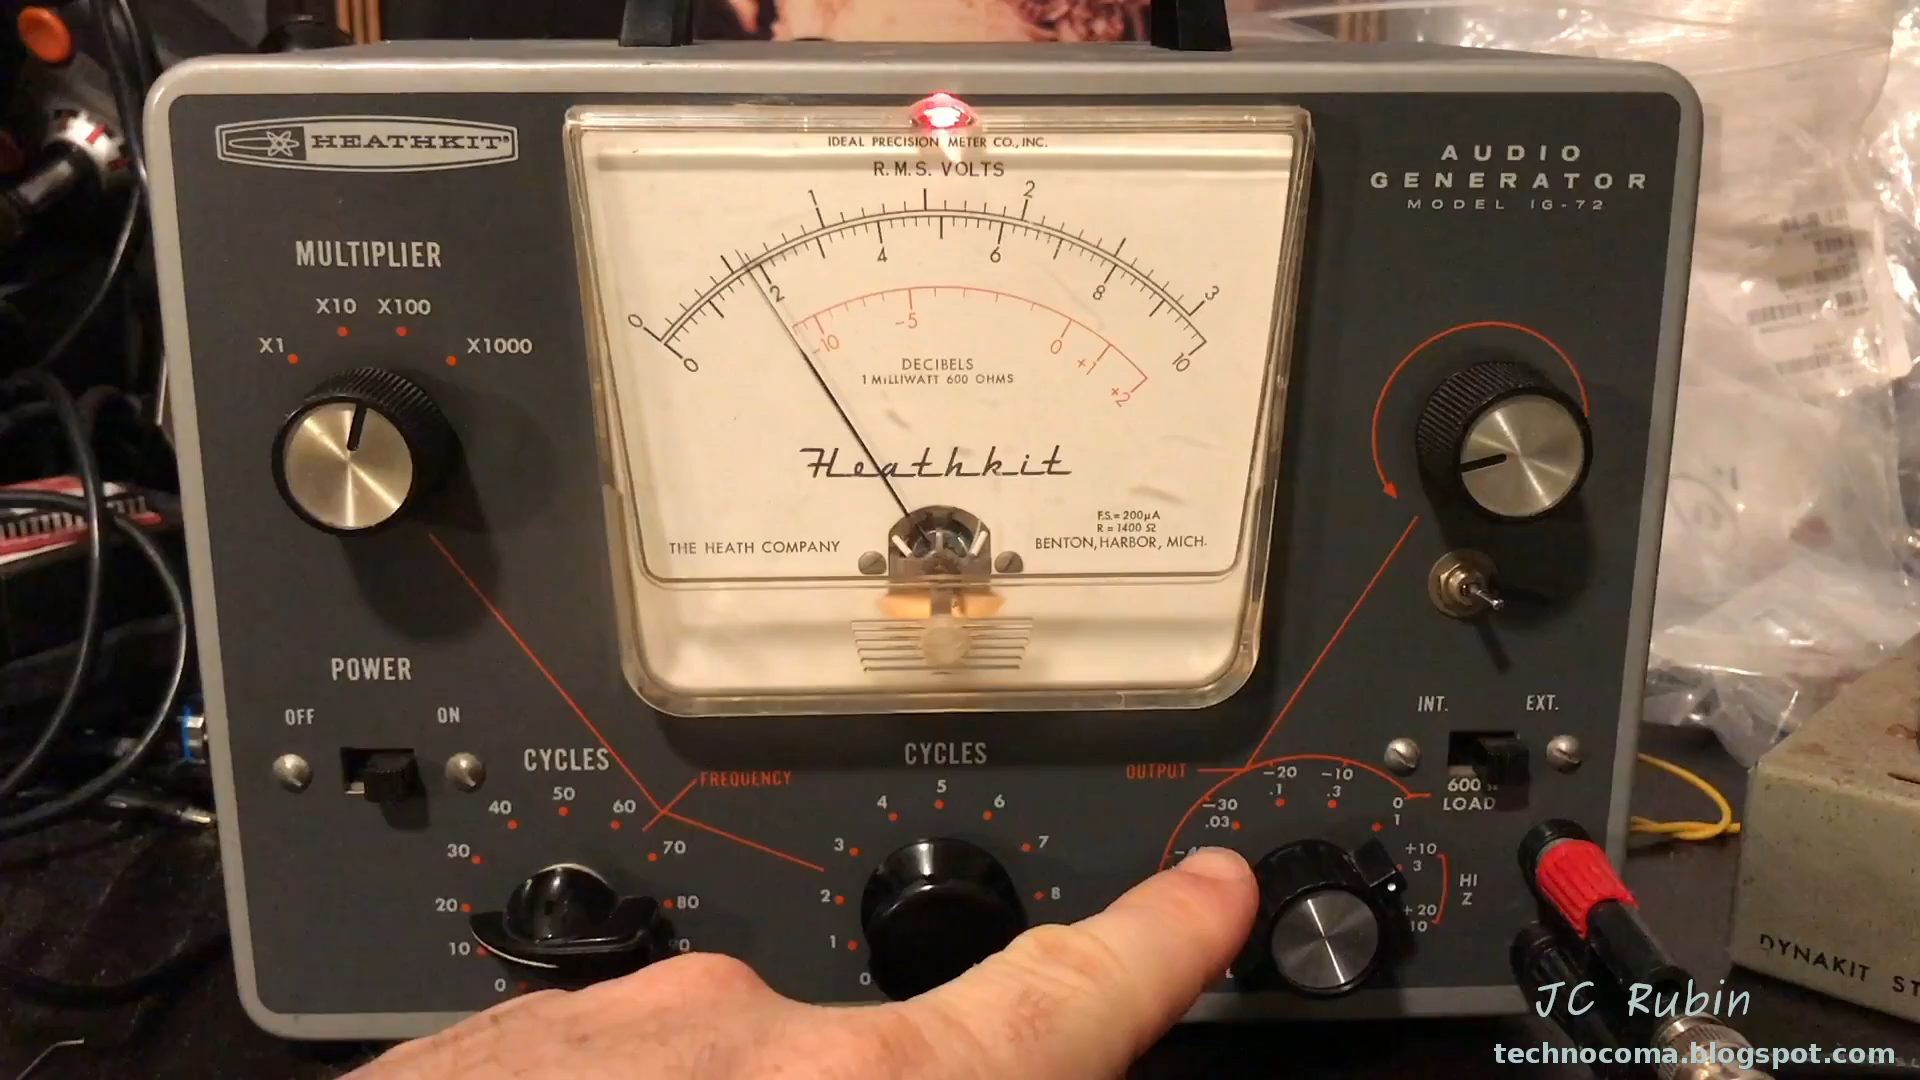 HEATHKIT®
IDEAL PRECISION METER CO., INC.
R.M.S. VOLTS
0 1 2 3
0 2 4 6 8 10
-10 -5 0 +1 +2
DECIBELS
1 MILLIWATT 600 OHMS
Heathkit
F.S.= 200µA
R = 1400 Ω
THE HEATH COMPANY
BENTON, HARBOR, MICH.
AUDIO
GENERATOR
MODEL IG-72
MULTIPLIER
X1 X10 X100 X1000
POWER
OFF ON
CYCLES
0 10 20 30 40 50 60 70 80
FREQUENCY
CYCLES
0 1 2 3 4 5 6 7 8
OUTPUT
-30 -20 -10 0 +10 +20
.03 .1 .3 1 3 10
HI
Z
INT. EXT.
600
LOAD
DYNAKIT ST
JC Rubin
technocoma.blogspot.com